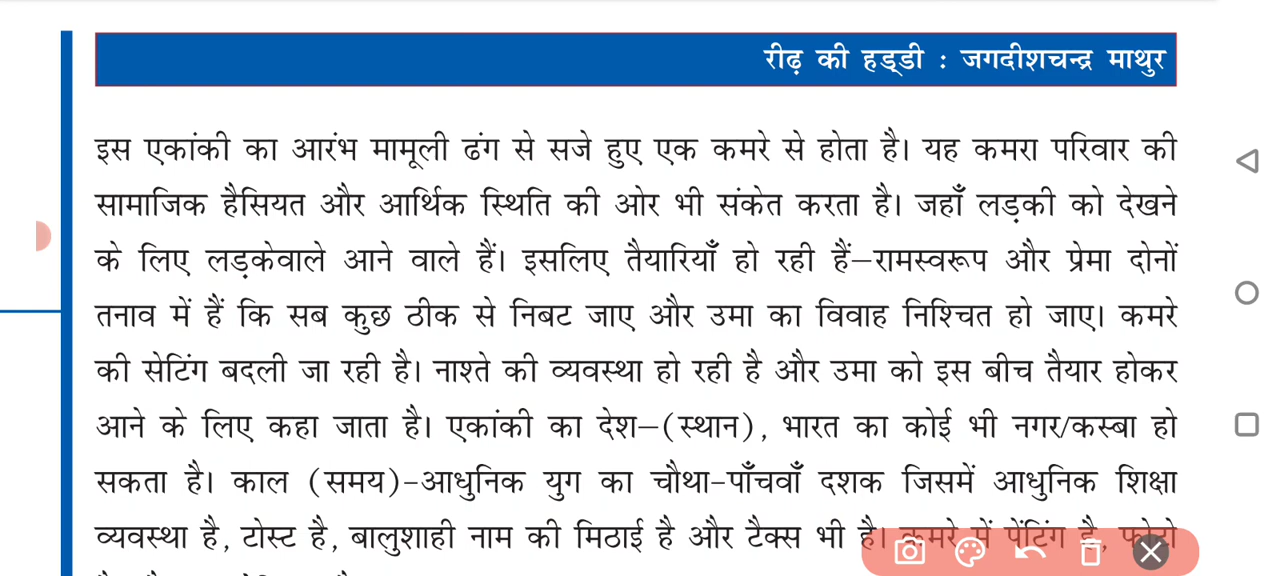 रीढ़ की हड्डी : जगदीशचन्द्र माथुर
इस एकांकी का आरंभ मामूली ढंग से सजे हुए एक कमरे से होता है। यह कमरा परिवार की
सामाजिक हैसियत और आर्थिक स्थिति की ओर भी संकेत करता है। जहाँ लड़की को देखने
के लिए लड़केवाले आने वाले हैं। इसलिए तैयारियाँ हो रही हैं—रामस्वरूप और प्रेमा दोनों
तनाव में हैं कि सब कुछ ठीक से निबट जाए और उमा का विवाह निश्चित हो जाए। कमरे
की सेटिंग बदली जा रही है। नाश्ते की व्यवस्था हो रही है और उमा को इस बीच तैयार होकर
आने के लिए कहा जाता है। एकांकी का देश—(स्थान), भारत का कोई भी नगर/कस्बा हो
सकता है। काल (समय)-आधुनिक युग का चौथा-पाँचवाँ दशक जिसमें आधुनिक शिक्षा
व्यवस्था है, टोस्ट है, बालुशाही नाम की मिठाई है और टैक्स भी है। कमरे में पेंटिंग है, फोटो